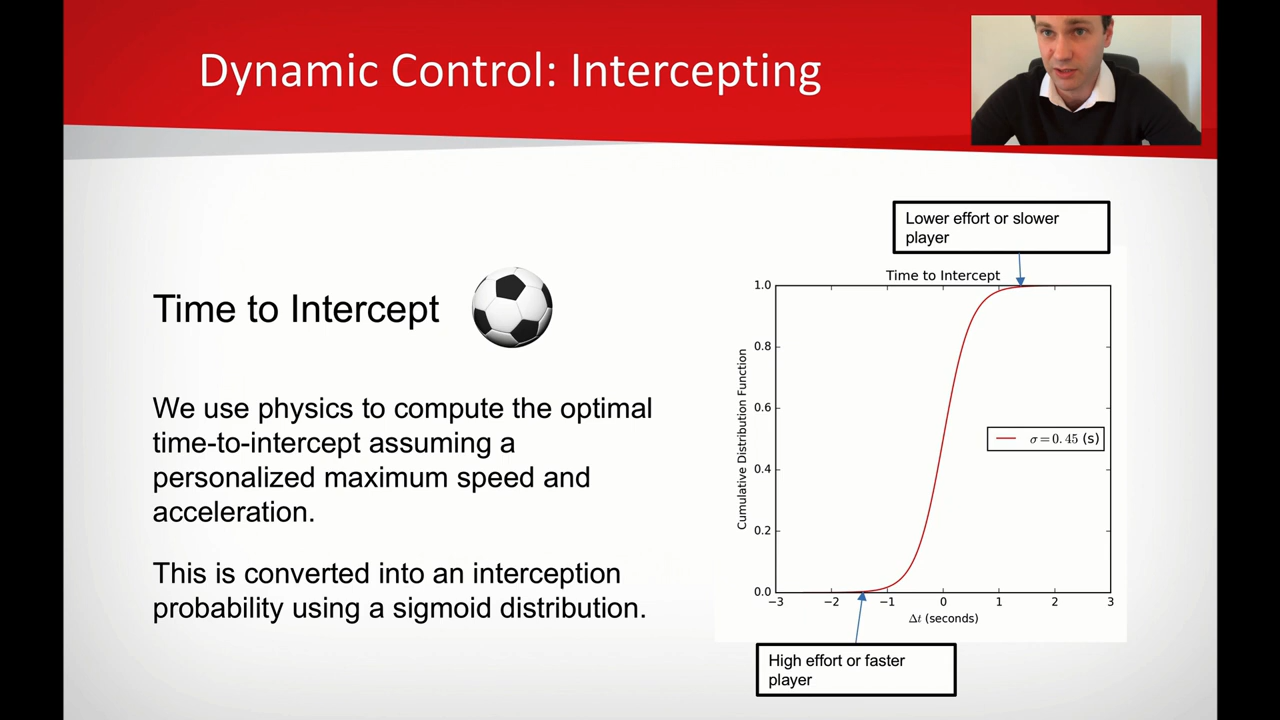 Dynamic Control: Intercepting
Time to Intercept
We use physics to compute the optimal
time-to-intercept assuming a
personalized maximum speed and
acceleration.
This is converted into an interception
probability using a sigmoid distribution.
Lower effort or slower
player
Time to Intercept
1.0
0.8
0.6
0.4
0.2
0.0
Cumulative Distribution Function
σ = 0.45 (s)
−3 −2 −1 0 1 2 3
Δt (seconds)
High effort or faster
player